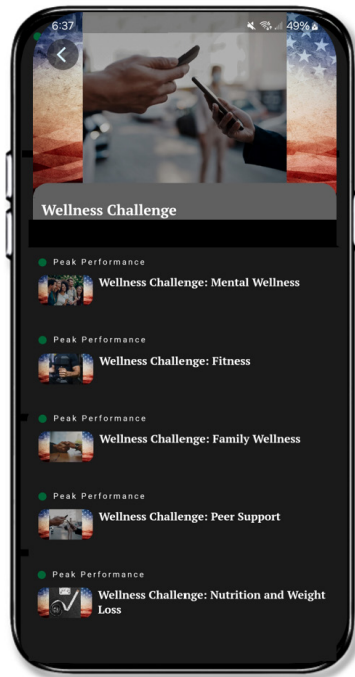 6:37
49%
Wellness Challenge
Peak Performance
Wellness Challenge: Mental Wellness
Peak Performance
Wellness Challenge: Fitness
Peak Performance
Wellness Challenge: Family Wellness
Peak Performance
Wellness Challenge: Peer Support
Peak Performance
Wellness Challenge: Nutrition and Weight
Loss